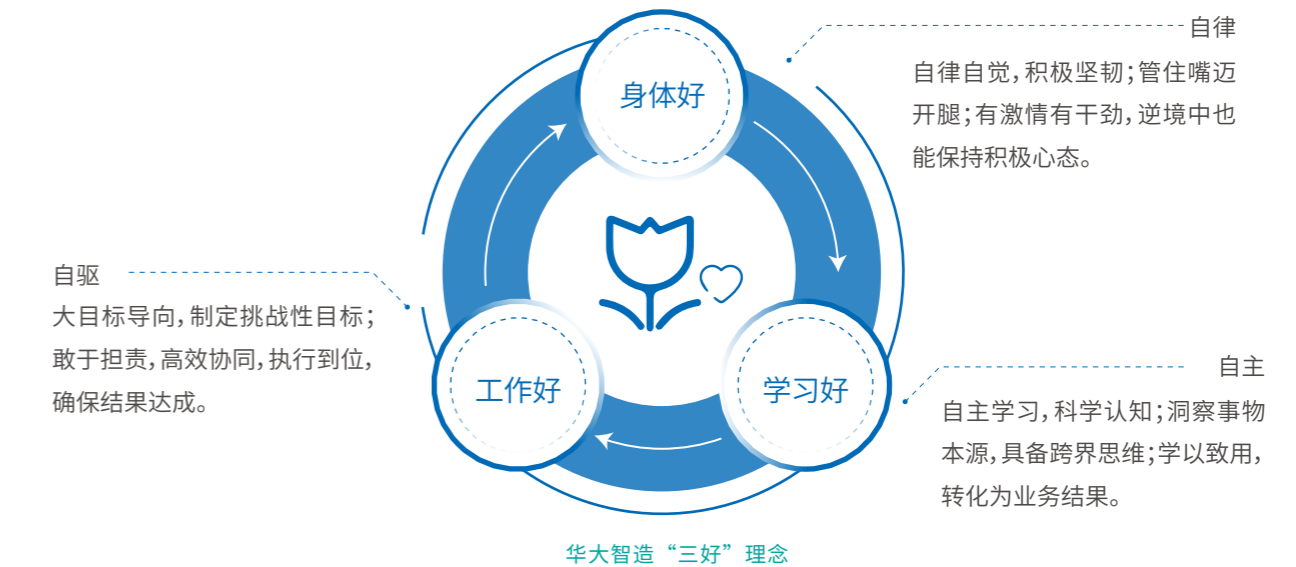 自律
自律自觉，积极坚韧；管住嘴迈
开腿；有激情有干劲，逆境中也
能保持积极心态。
身体好
自驱
大目标导向，制定挑战性目标；
敢于担责，高效协同，执行到位，
确保结果达成。
工作好
学习好
自主
自主学习，科学认知；洞察事物
本源，具备跨界思维；学以致用，
转化为业务结果。
华大智造“三好”理念